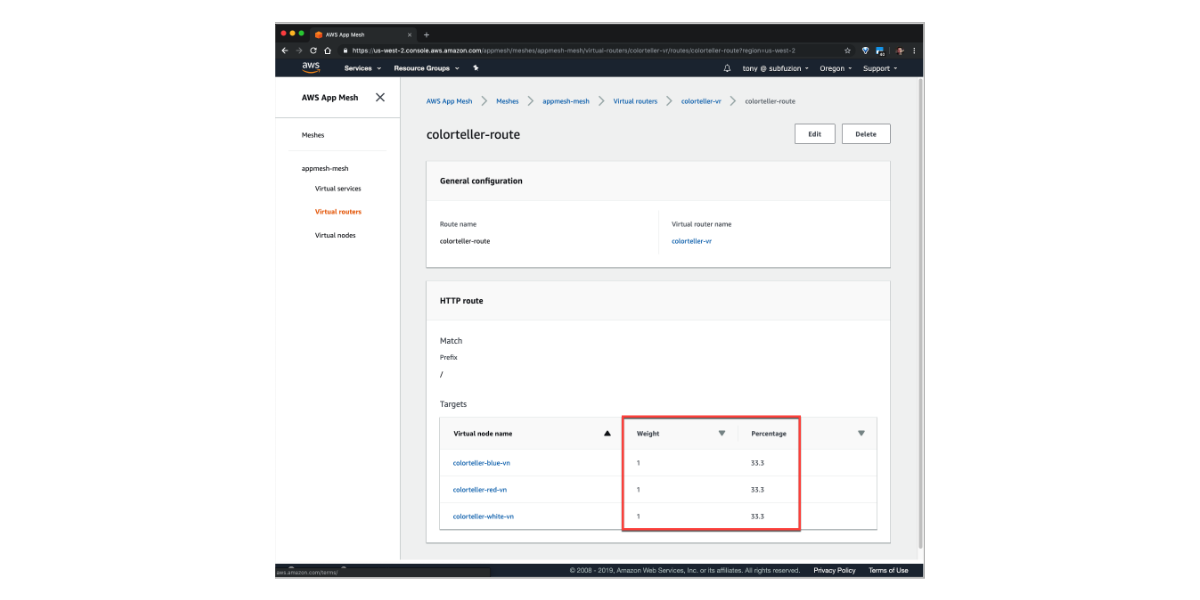 AWS App Mesh
https://us-west-2.console.aws.amazon.com/appmesh/meshes/appmesh-mesh/virtual-routers/colorteller-vr/routes/colorteller-route?region=us-west-2
aws Services Resource Groups tony @ subfuzion Oregon Support
AWS App Mesh
Meshes
appmesh-mesh
Virtual services
Virtual routers
Virtual nodes
AWS App Mesh Meshes appmesh-mesh Virtual routers colorteller-vr colorteller-route
colorteller-route Edit Delete
General configuration
Route name Virtual router name
colorteller-route colorteller-vr
HTTP route
Match
Prefix
/
Targets
Virtual node name Weight Percentage
colorteller-blue-vn 1 33.3
colorteller-red-vn 1 33.3
colorteller-white-vn 1 33.3
aws.amazon.com/terms/ © 2008 - 2019, Amazon Web Services, Inc. or its affiliates. All rights reserved. Privacy Policy Terms of Use